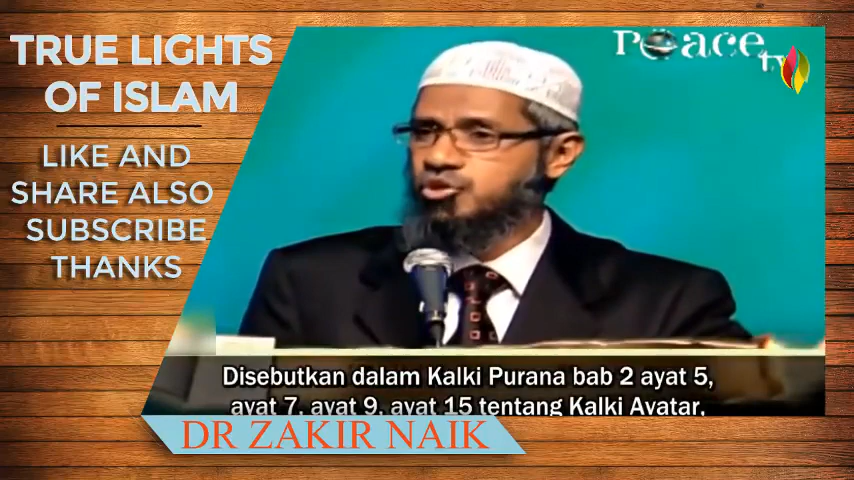 TRUE LIGHTS
OF ISLAM
LIKE AND
SHARE ALSO
SUBSCRIBE
THANKS
peace
tv
Disebutkan dalam Kalki Purana bab 2 ayat 5,
ayat 7, ayat 9, ayat 15 tentang Kalki Avatar,
DR ZAKIR NAIK